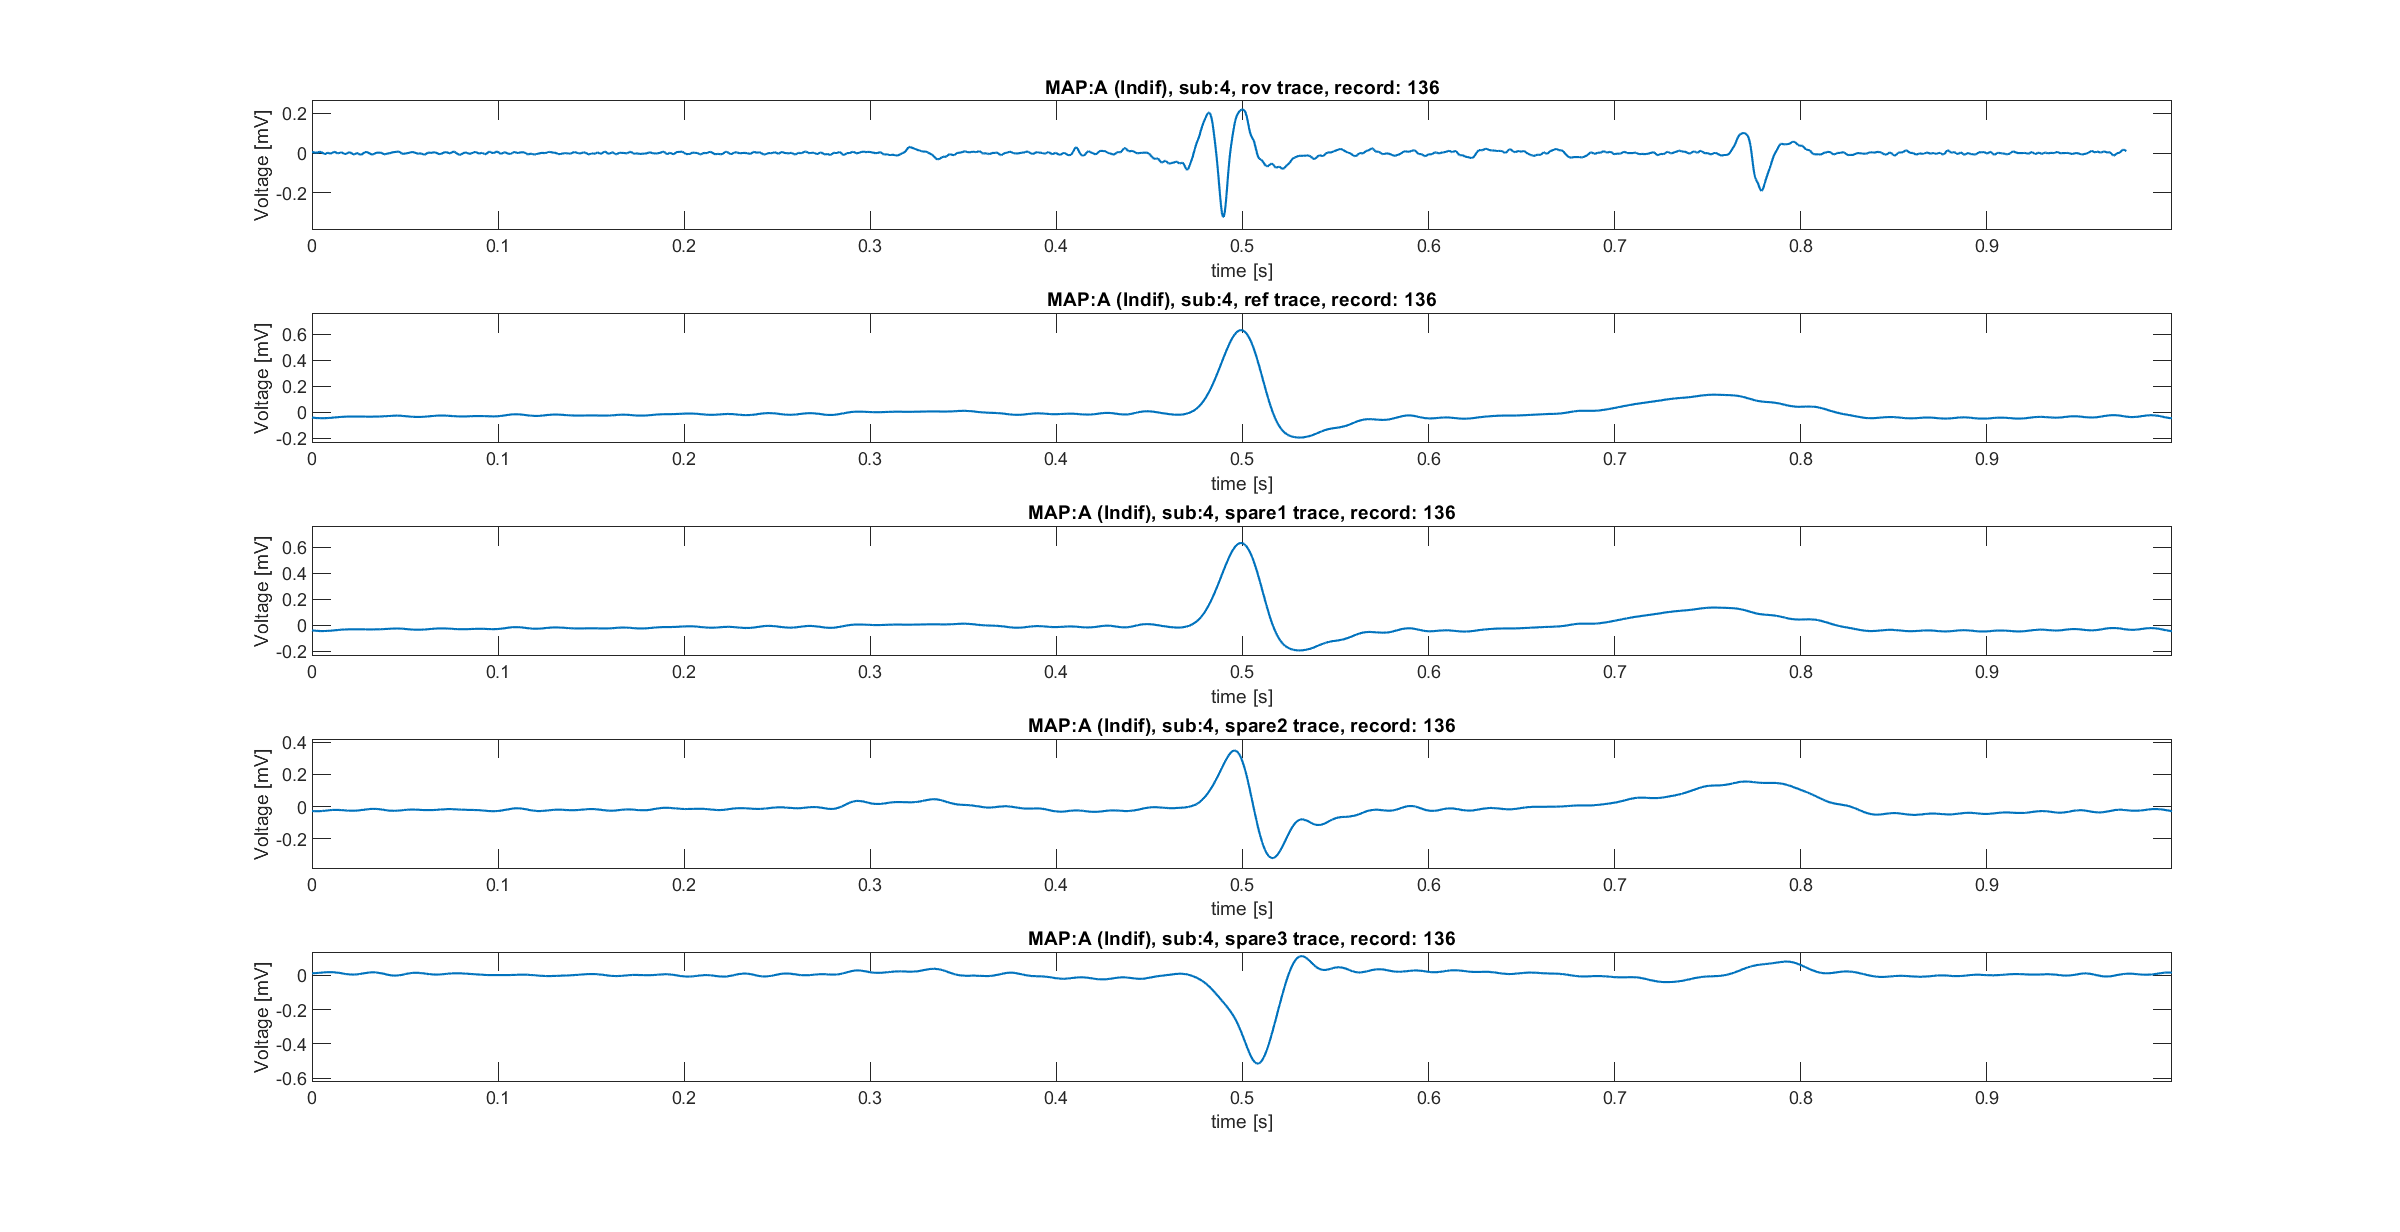 MAP:A (Indif), sub:4, rov trace, record: 136
Voltage [mV]
0.2
0
-0.2
0 0.1 0.2 0.3 0.4 0.5 0.6 0.7 0.8 0.9
time [s]
MAP:A (Indif), sub:4, ref trace, record: 136
Voltage [mV]
0.6
0.4
0.2
0
-0.2
0 0.1 0.2 0.3 0.4 0.5 0.6 0.7 0.8 0.9
time [s]
MAP:A (Indif), sub:4, spare1 trace, record: 136
Voltage [mV]
0.6
0.4
0.2
0
-0.2
0 0.1 0.2 0.3 0.4 0.5 0.6 0.7 0.8 0.9
time [s]
MAP:A (Indif), sub:4, spare2 trace, record: 136
Voltage [mV]
0.4
0.2
0
-0.2
0 0.1 0.2 0.3 0.4 0.5 0.6 0.7 0.8 0.9
time [s]
MAP:A (Indif), sub:4, spare3 trace, record: 136
Voltage [mV]
0
-0.2
-0.4
-0.6
0 0.1 0.2 0.3 0.4 0.5 0.6 0.7 0.8 0.9
time [s]